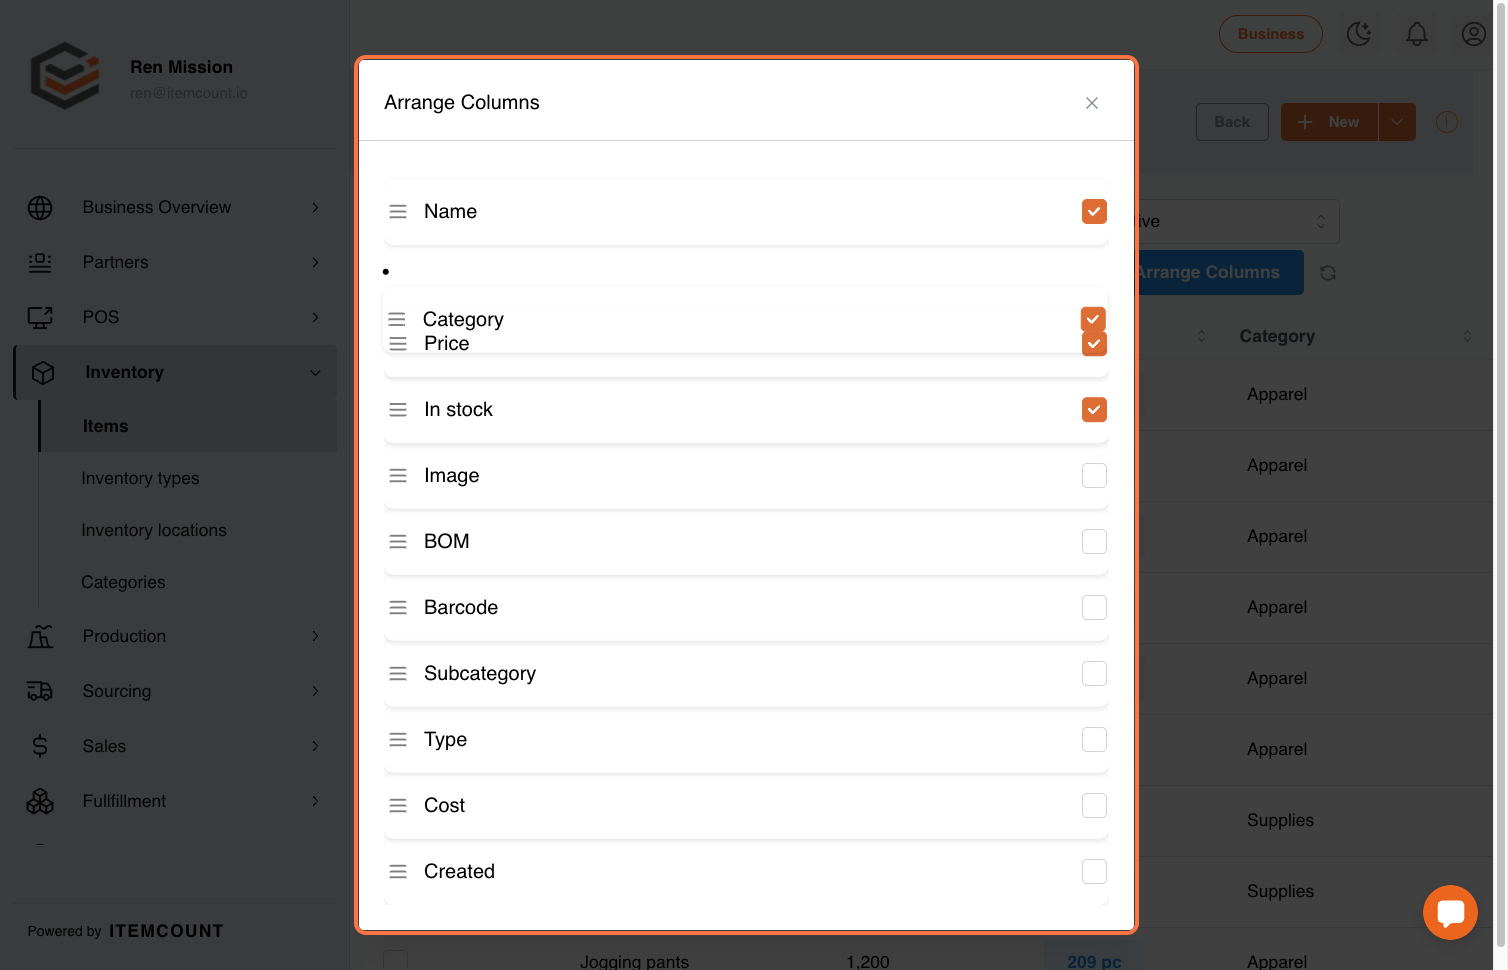 Ren Mission
ren@itemcount.io
Business
Back
New
Arrange Columns
Name
Category
Price
In stock
Image
BOM
Barcode
Subcategory
Type
Cost
Created
Business Overview
Partners
POS
Inventory
Items
Inventory types
Inventory locations
Categories
Production
Sourcing
Sales
Fullfillment
Powered by ITEMCOUNT
ive
Arrange Columns
Category
Apparel
Apparel
Apparel
Apparel
Apparel
Apparel
Supplies
Supplies
Jogging pants 1,200 209 pc Apparel